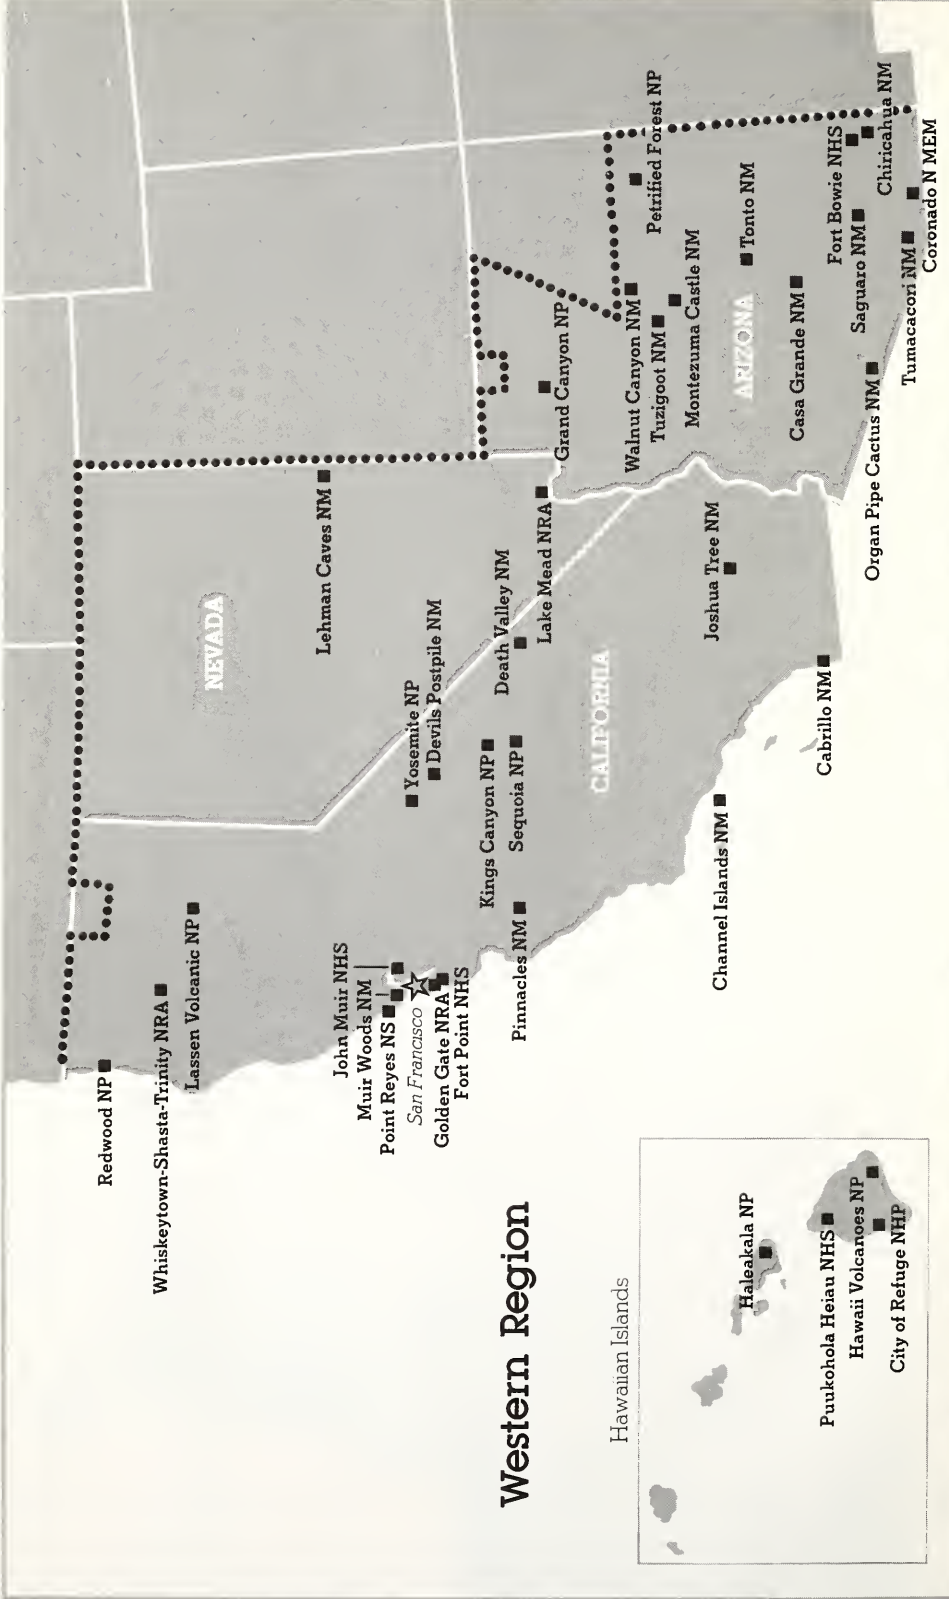 Western Region
Redwood NP
Whiskeytown-Shasta-Trinity NRA
Lassen Volcanic NP
NEVADA
Lehman Caves NM
John Muir NHS
Muir Woods NM
Point Reyes NS
San Francisco
Golden Gate NRA
Fort Point NHS
Yosemite NP
Devils Postpile NM
Kings Canyon NP
Sequoia NP
Pinnacles NM
Death Valley NM
Lake Mead NRA
CALIFORNIA
Channel Islands NM
Joshua Tree NM
Cabrillo NM
Grand Canyon NP
Walnut Canyon NM
Tuzigoot NM
Montezuma Castle NM
Petrified Forest NP
ARIZONA
Tonto NM
Casa Grande NM
Fort Bowie NHS
Saguaro NM
Chiricahua NM
Organ Pipe Cactus NM
Tumacacori NM
Coronado N MEM
Hawaiian Islands
Haleakala NP
Puukohola Heiau NHS
Hawaii Volcanoes NP
City of Refuge NHP